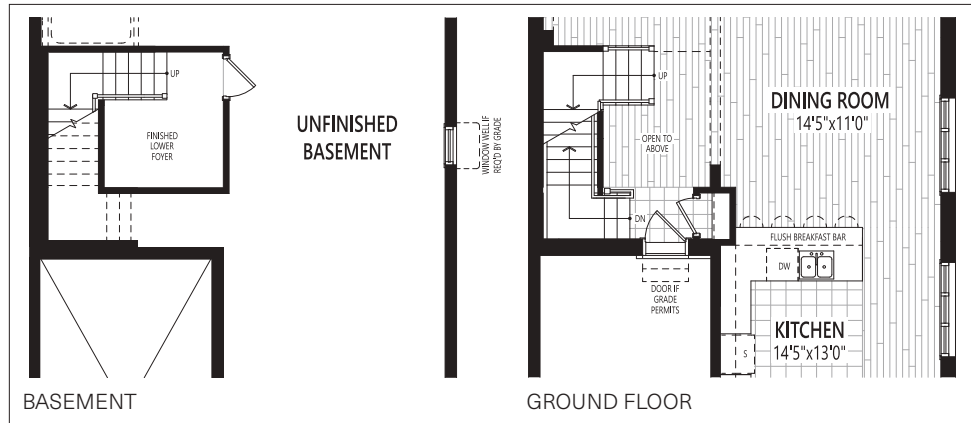 UP
FINISHED
LOWER
FOYER
UNFINISHED
BASEMENT
WINDOW WELL IF
REQ'D BY GRADE
BASEMENT
UP
OPEN TO
ABOVE
DINING ROOM
14'5"x11'0"
DN
FLUSH BREAKFAST BAR
DW
DOOR IF
GRADE
PERMITS
KITCHEN
14'5"x13'0"
S
GROUND FLOOR